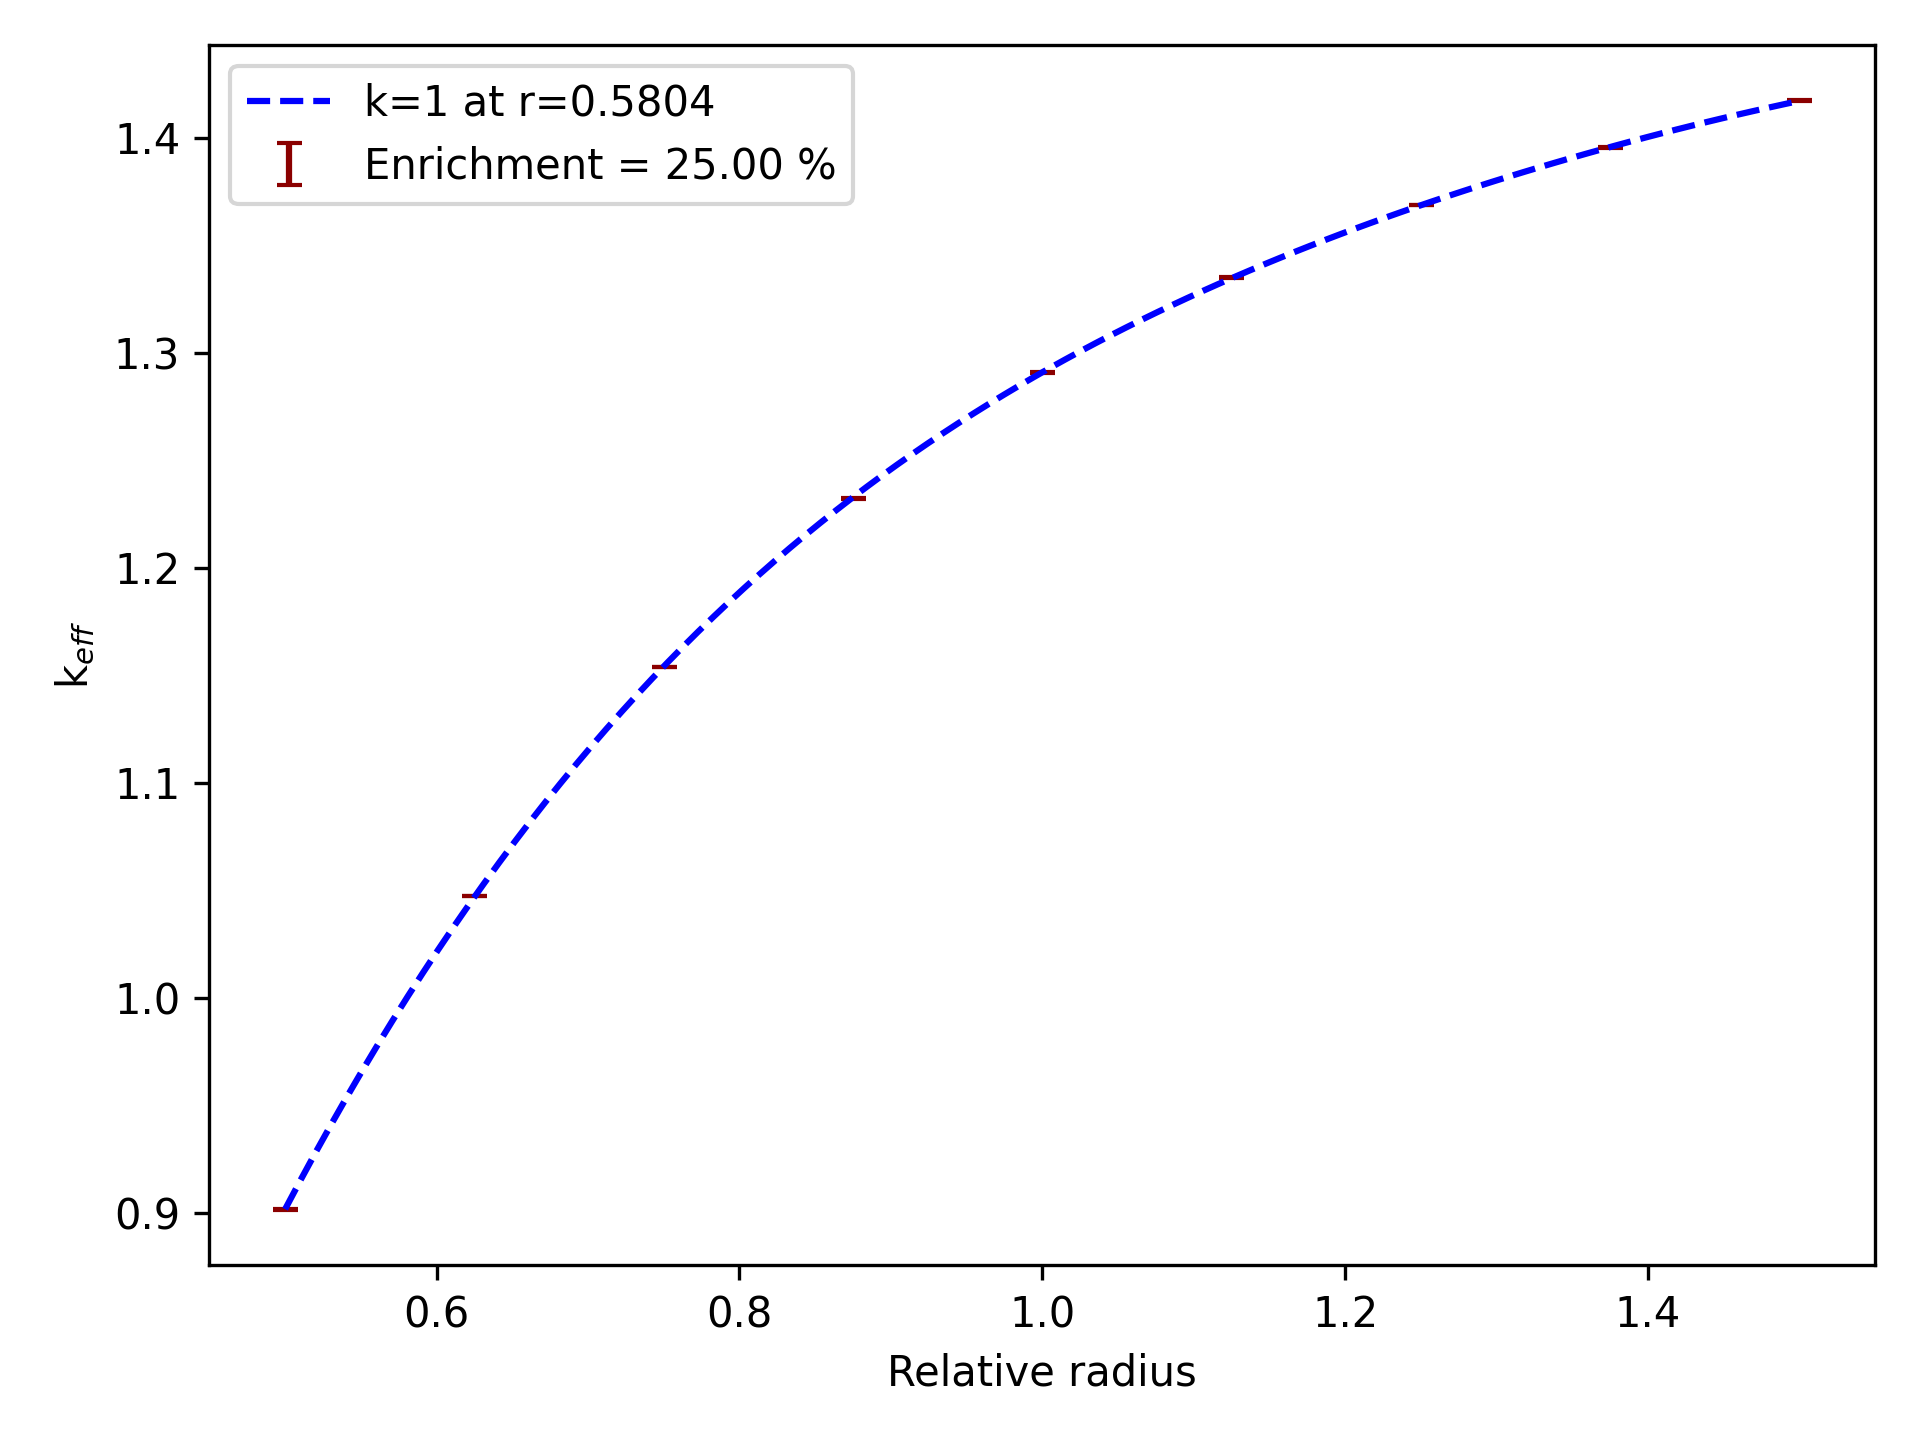 k=1 at r=0.5804
Enrichment = 25.00 %
1.4
1.3
1.2
1.1
1.0
0.9
keff
0.6 0.8 1.0 1.2 1.4
Relative radius